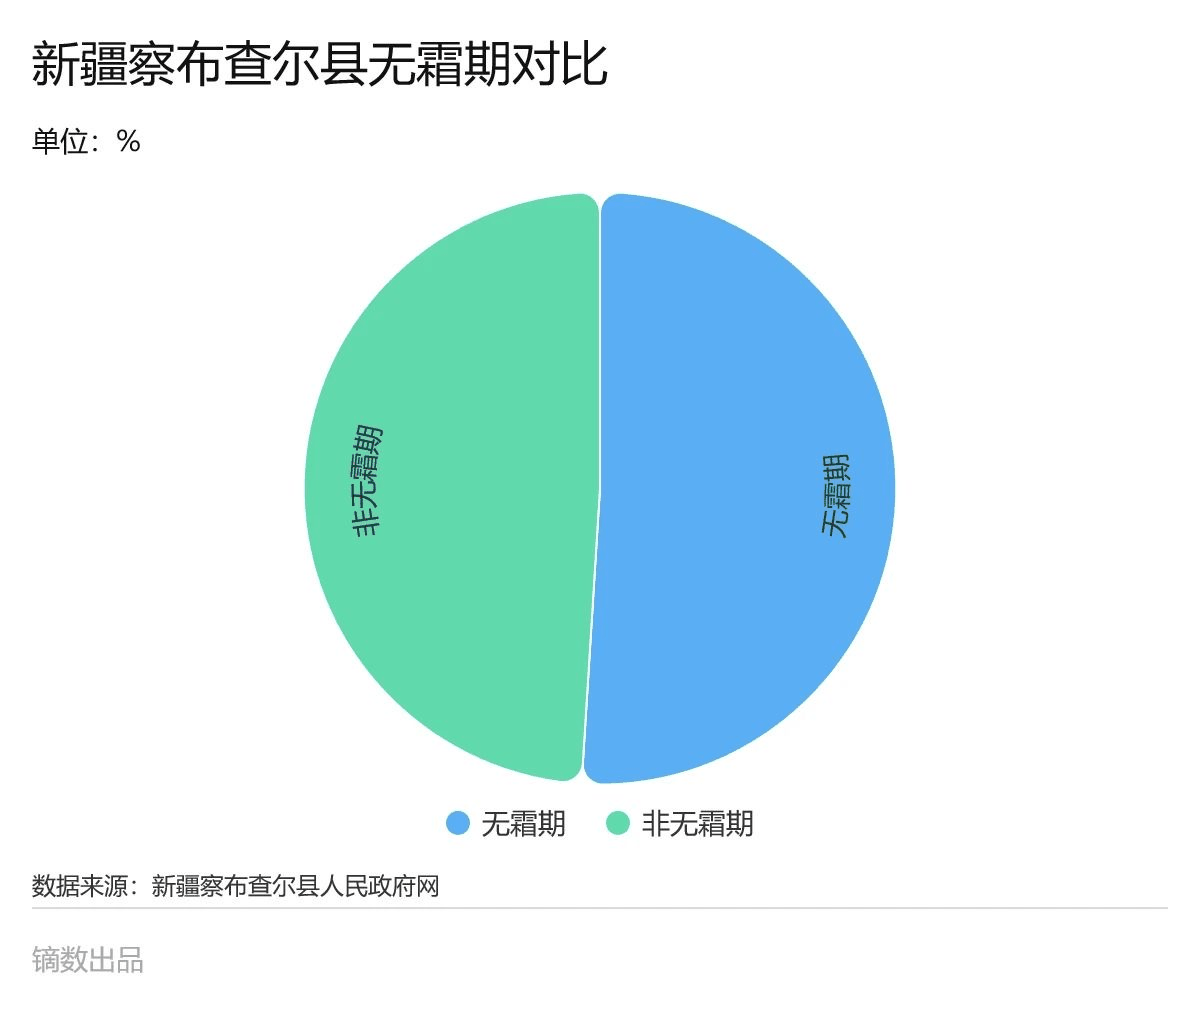 新疆察布查尔县无霜期对比
单位：%
非无霜期
无霜期
无霜期
非无霜期
数据来源：新疆察布查尔县人民政府网
镝数出品